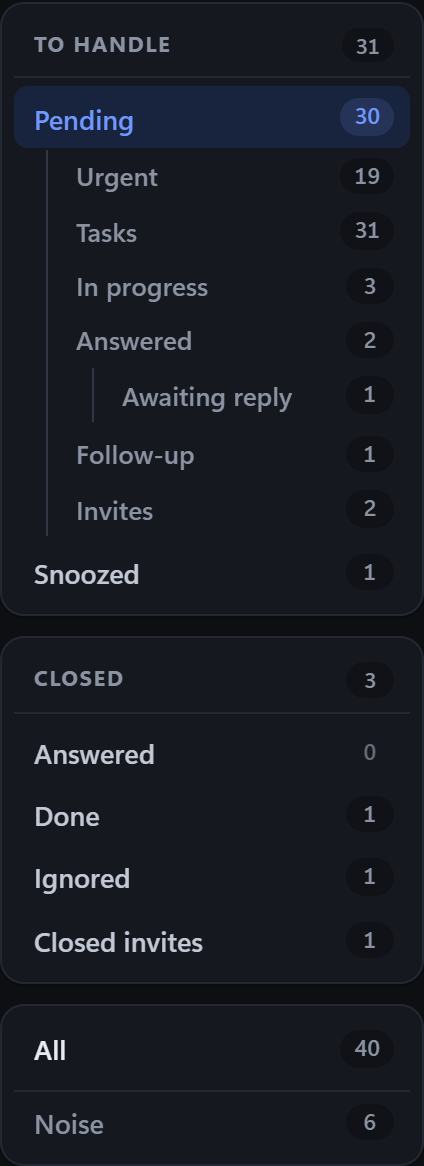 TO HANDLE 31
Pending 30
Urgent 19
Tasks 31
In progress 3
Answered 2
Awaiting reply 1
Follow-up 1
Invites 2
Snoozed 1
CLOSED 3
Answered 0
Done 1
Ignored 1
Closed invites 1
All 40
Noise 6